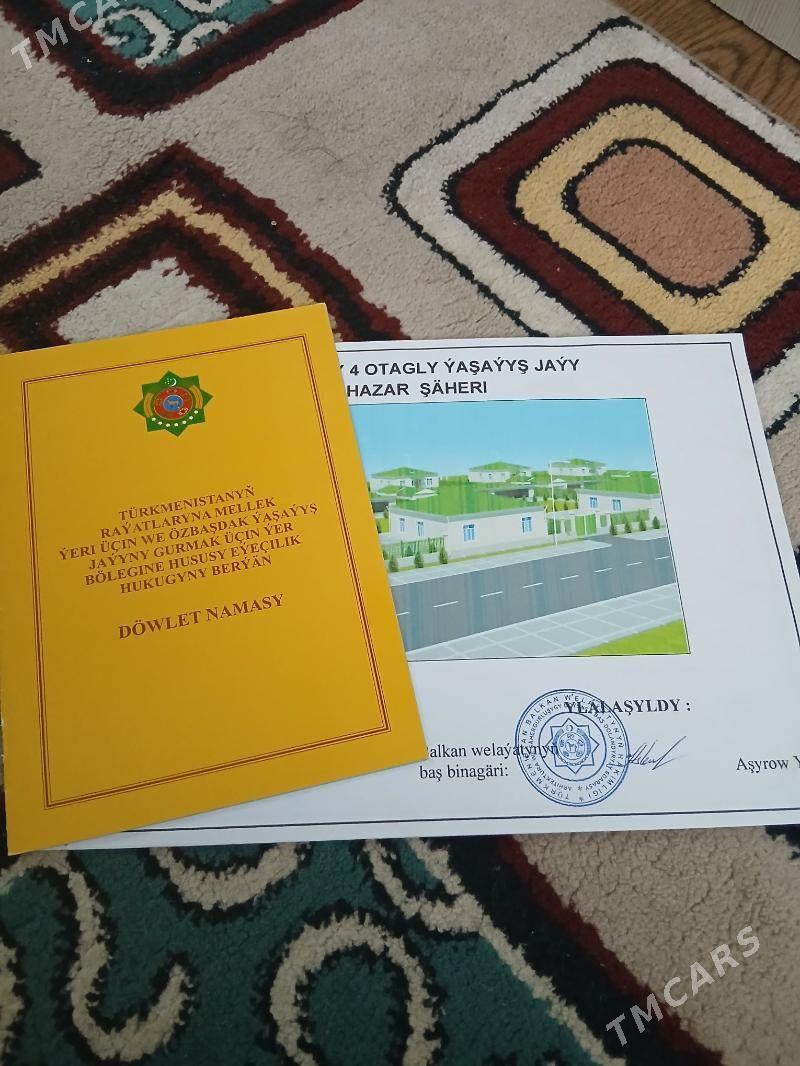 TMCARS
TÜRKMENISTANYŇ
RAÝATLARYNA MELLEK
ÝERI ÜÇIN WE ÖZBAŞDAK ÝAŞAÝYŞ
JAÝYNY GURMAK ÜÇIN ÝER
BÖLEGINE HUSUSY EÝEÇILIK
HUKUGYNY BERÝÄN
DÖWLET NAMASY
4 OTAGLY ÝAŞAÝYŞ JAÝY
HAZAR ŞÄHERI
YLALAŞYLDY :
Balkan welaýatynyň
baş binagäri:
Aşyrow Y
TMCARS